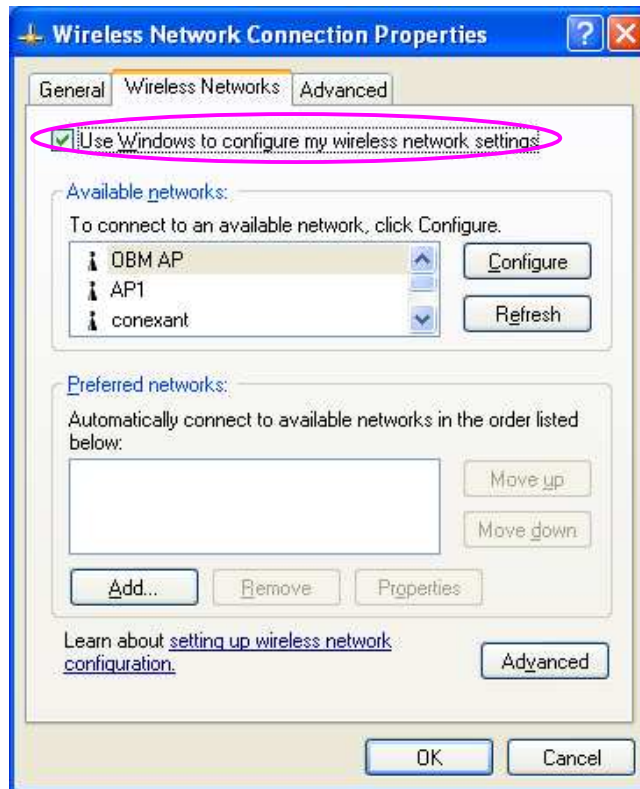 Wireless Network Connection Properties
General Wireless Networks Advanced
Use Windows to configure my wireless network settings
Available networks:
To connect to an available network, click Configure.
OBM AP
AP1
conexant
Configure
Refresh
Preferred networks:
Automatically connect to available networks in the order listed
below:
Move up
Move down
Add... Remove Properties
Learn about setting up wireless network
configuration.
Advanced
OK Cancel